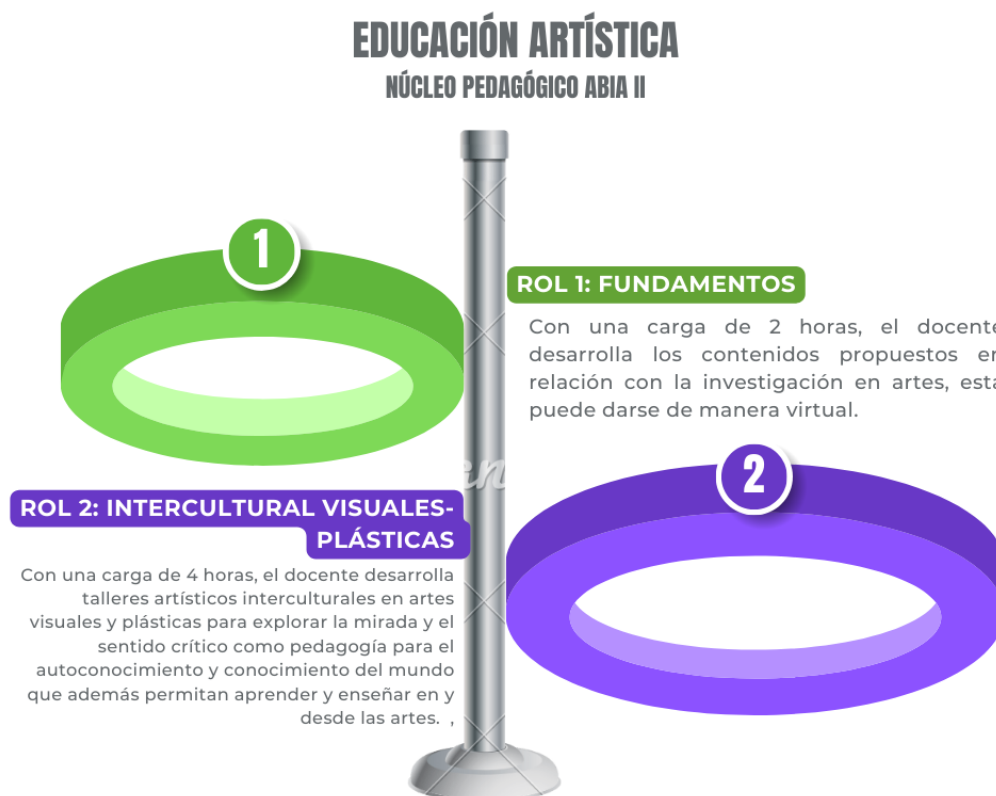 EDUCACIÓN ARTÍSTICA
NÚCLEO PEDAGÓGICO ABIA II
1
ROL 1: FUNDAMENTOS
Con una carga de 2 horas, el docente
desarrolla los contenidos propuestos en
relación con la investigación en artes, esta
puede darse de manera virtual.
2
ROL 2: INTERCULTURAL VISUALES-
PLÁSTICAS
Con una carga de 4 horas, el docente desarrolla
talleres artísticos interculturales en artes
visuales y plásticas para explorar la mirada y el
sentido crítico como pedagogía para el
autoconocimiento y conocimiento del mundo
que además permitan aprender y enseñar en y
desde las artes. ,